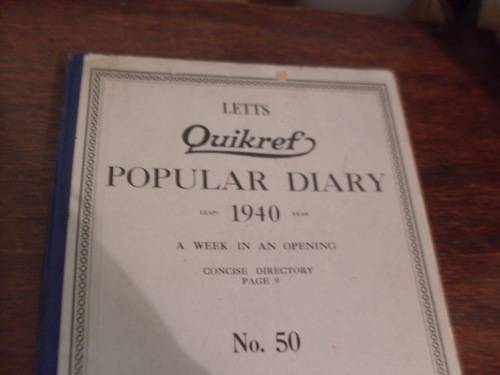 LETTS
Quikref
POPULAR DIARY
LEAP 1940 YEAR
A WEEK IN AN OPENING
CONCISE DIRECTORY
PAGE 9
No. 50